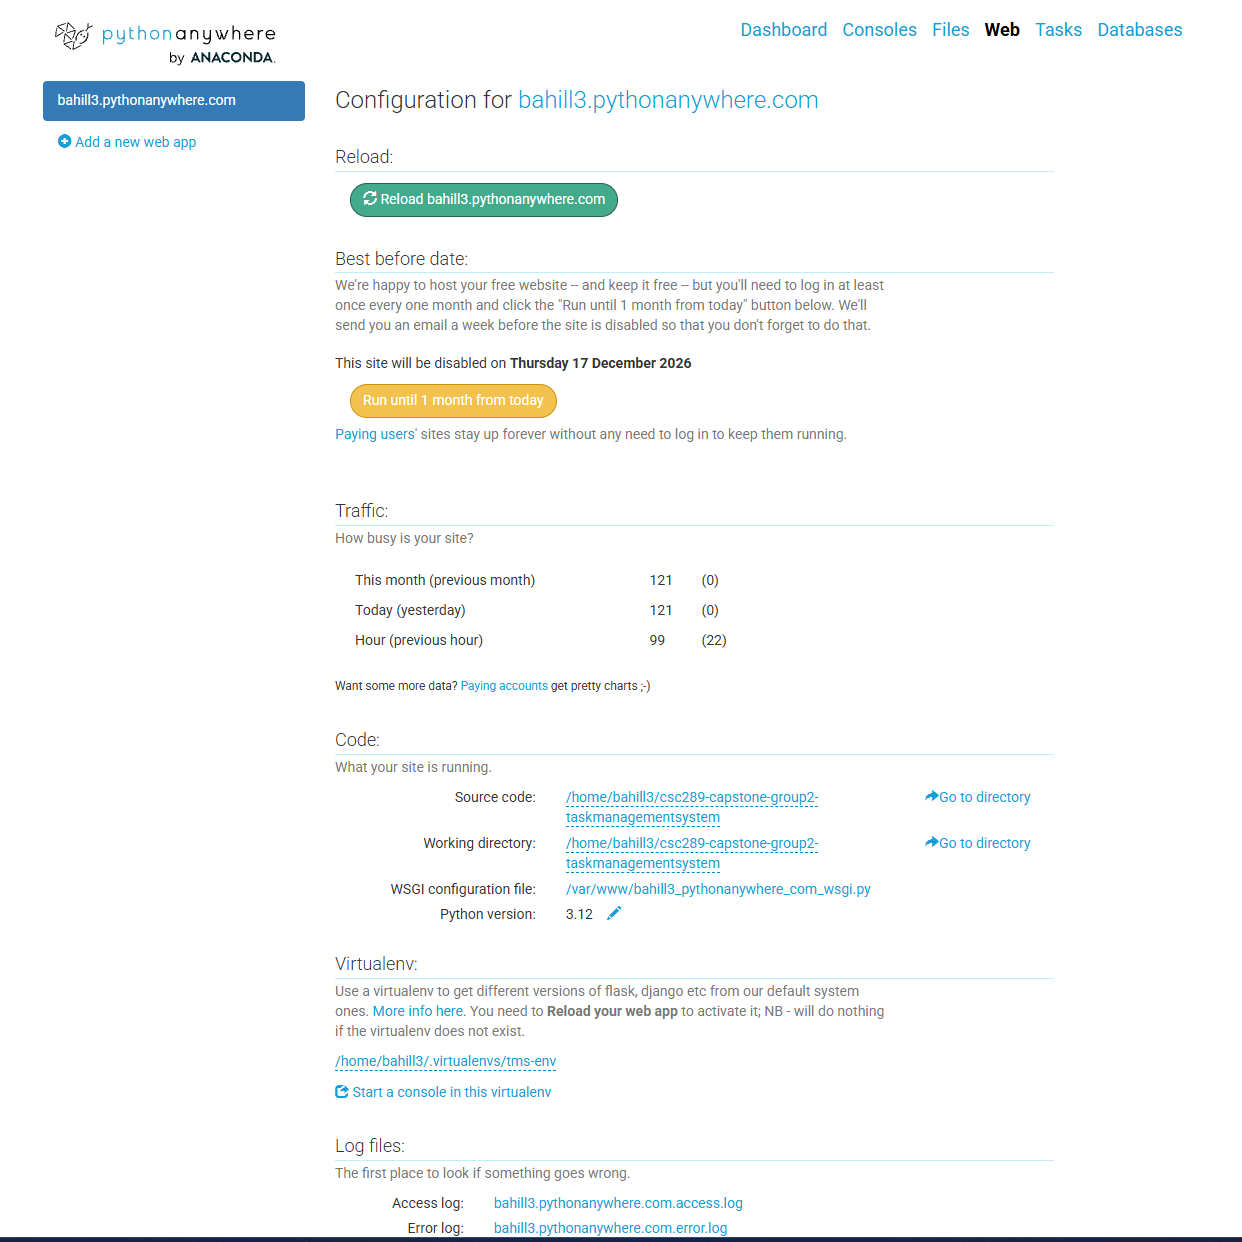 pythonanywhere
by ANACONDA.
Dashboard Consoles Files Web Tasks Databases
bahill3.pythonanywhere.com
Add a new web app
Configuration for bahill3.pythonanywhere.com
Reload:
Reload bahill3.pythonanywhere.com
Best before date:
We're happy to host your free website -- and keep it free -- but you'll need to log in at least
once every one month and click the "Run until 1 month from today" button below. We'll
send you an email a week before the site is disabled so that you don't forget to do that.
This site will be disabled on Thursday 17 December 2026
Run until 1 month from today
Paying users' sites stay up forever without any need to log in to keep them running.
Traffic:
How busy is your site?
This month (previous month) 121 (0)
Today (yesterday) 121 (0)
Hour (previous hour) 99 (22)
Want some more data? Paying accounts get pretty charts ;-)
Code:
What your site is running.
Source code: /home/bahill3/csc289-capstone-group2- Go to directory
taskmanagementsystem
Working directory: /home/bahill3/csc289-capstone-group2- Go to directory
taskmanagementsystem
WSGI configuration file: /var/www/bahill3_pythonanywhere_com_wsgi.py
Python version: 3.12
Virtualenv:
Use a virtualenv to get different versions of flask, django etc from our default system
ones. More info here. You need to Reload your web app to activate it; NB - will do nothing
if the virtualenv does not exist.
/home/bahill3/.virtualenvs/tms-env
Start a console in this virtualenv
Log files:
The first place to look if something goes wrong.
Access log: bahill3.pythonanywhere.com.access.log
Error log: bahill3.pythonanywhere.com.error.log